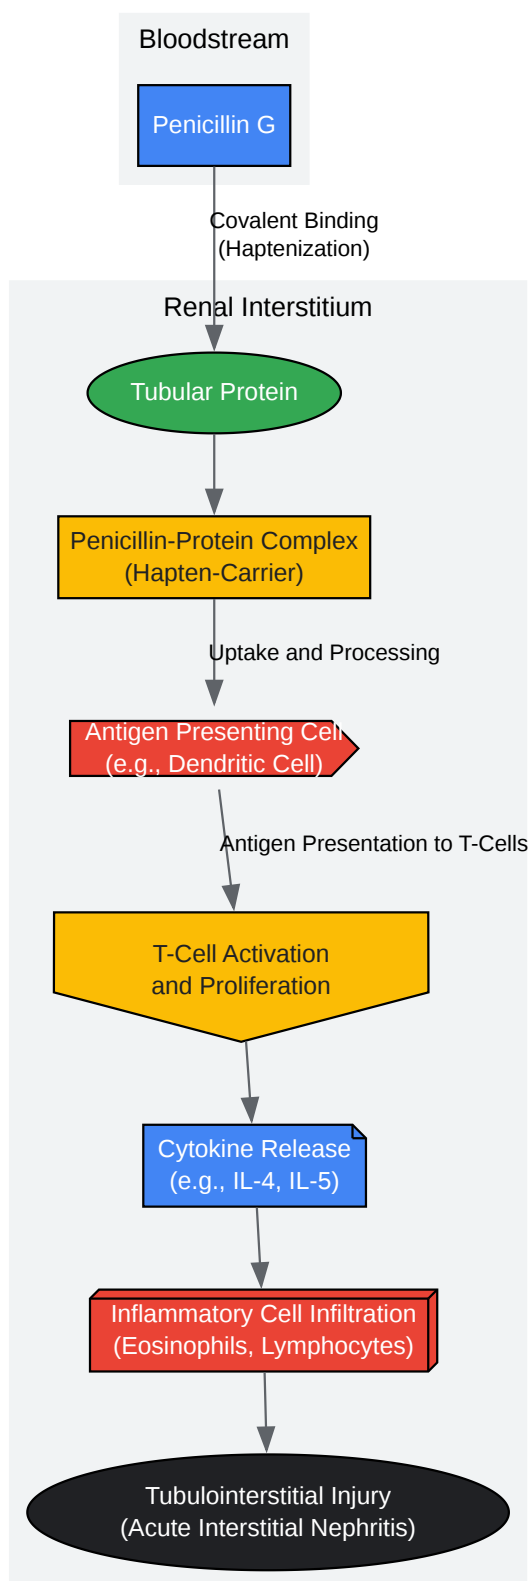 Bloodstream
Penicillin G
Covalent Binding
(Haptenization)
Renal Interstitium
Tubular Protein
Penicillin-Protein Complex
(Hapten-Carrier)
Uptake and Processing
Antigen Presenting Cell
(e.g., Dendritic Cell)
Antigen Presentation to T-Cells
T-Cell Activation
and Proliferation
Cytokine Release
(e.g., IL-4, IL-5)
Inflammatory Cell Infiltration
(Eosinophils, Lymphocytes)
Tubulointerstitial Injury
(Acute Interstitial Nephritis)